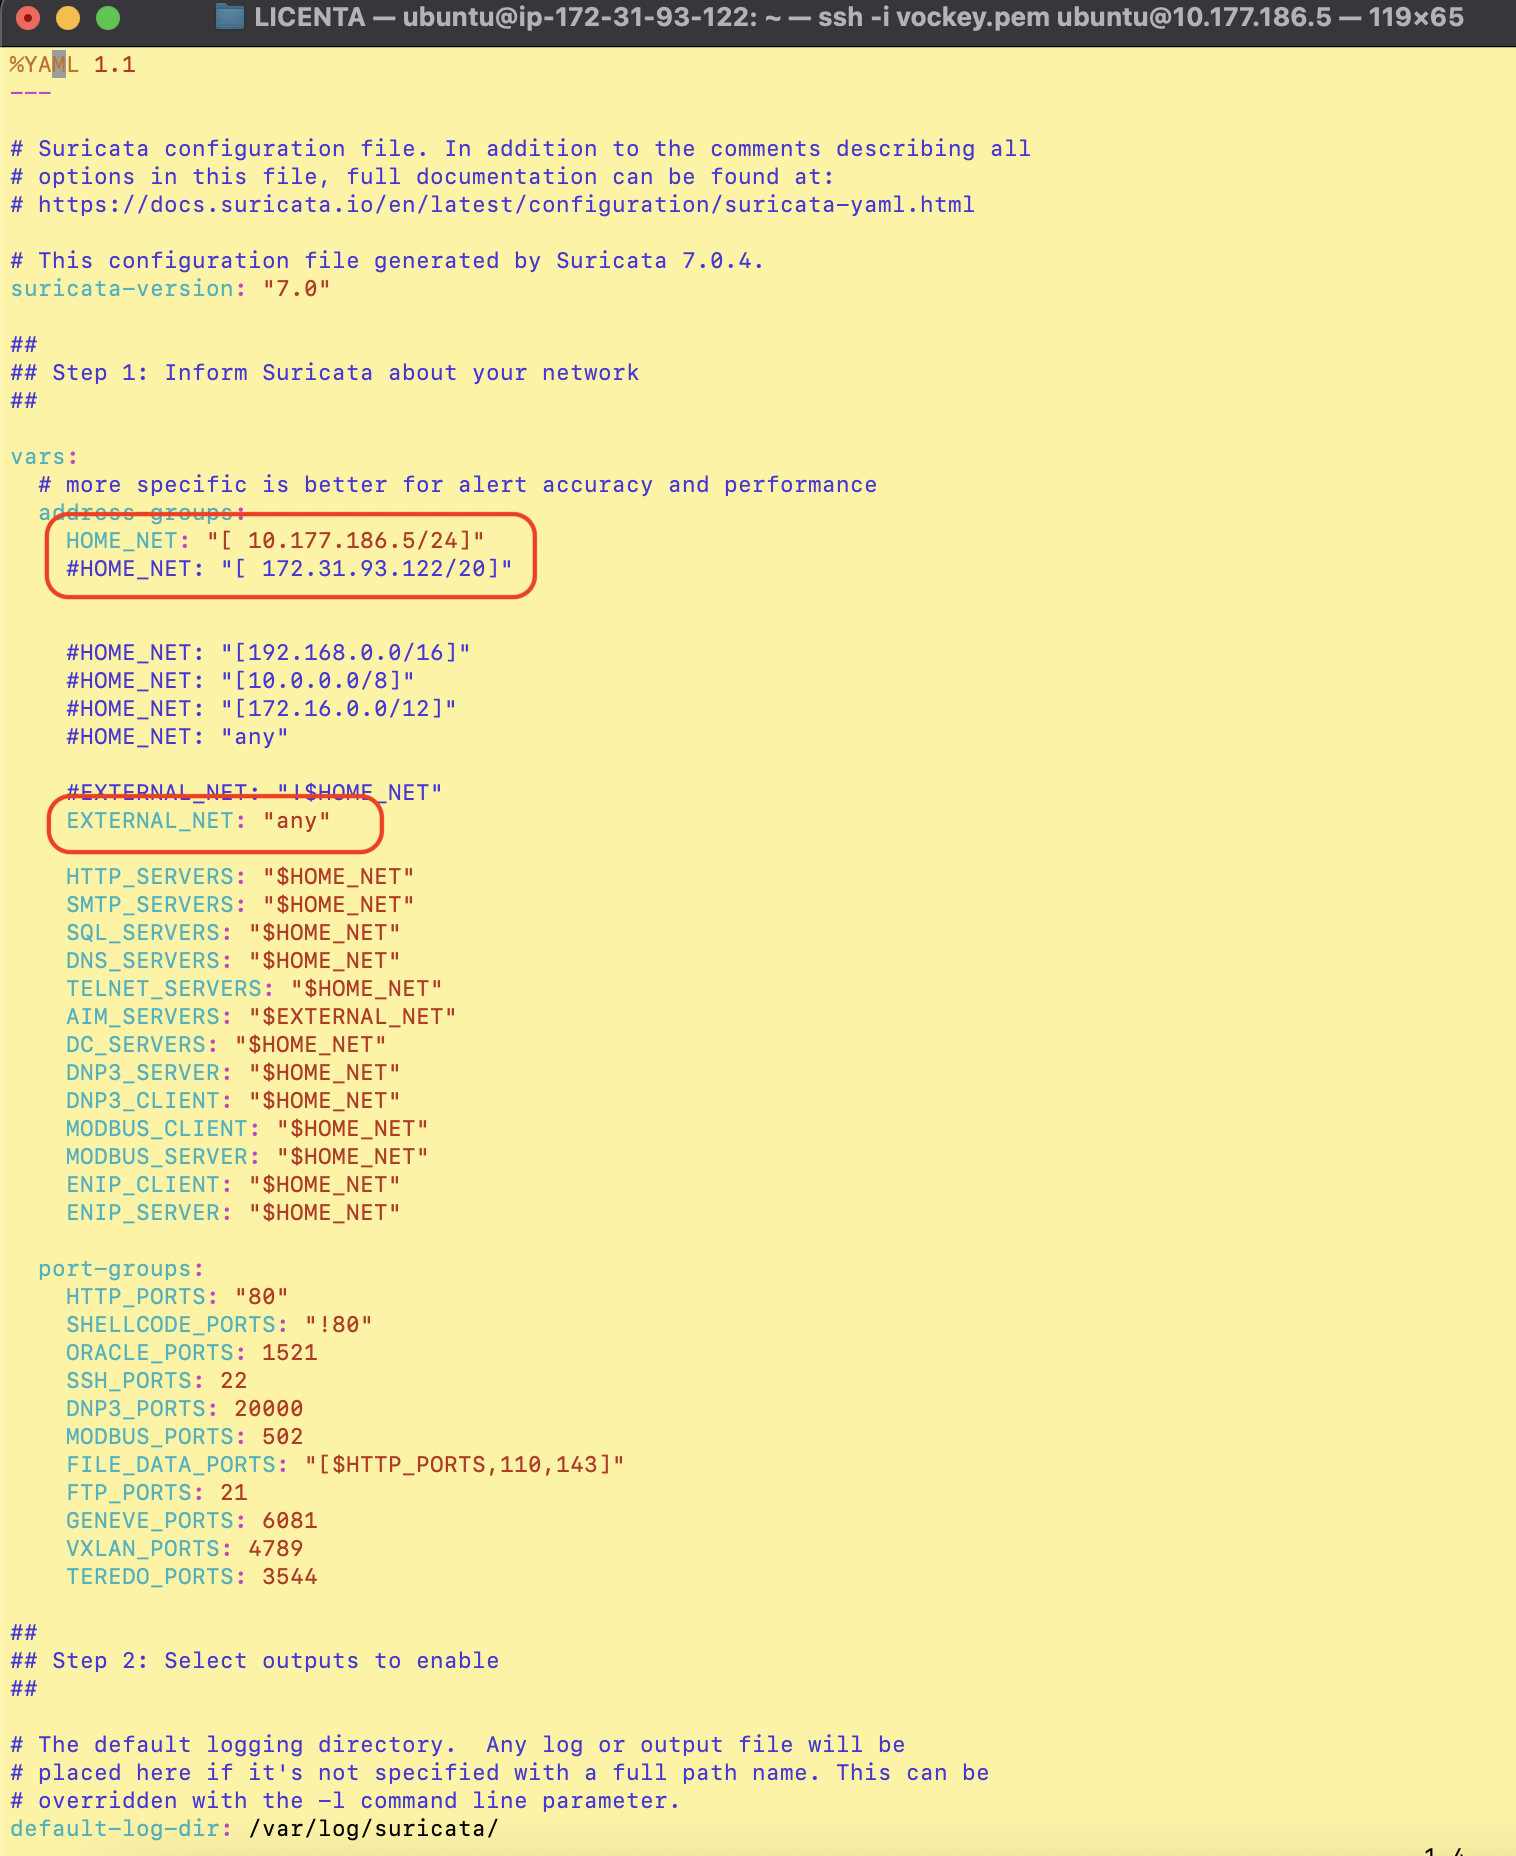 LICENTA — ubuntu@ip-172-31-93-122: ~ — ssh -i vockey.pem ubuntu@10.177.186.5 — 119×65
%YAML 1.1
---
# Suricata configuration file. In addition to the comments describing all
# options in this file, full documentation can be found at:
# https://docs.suricata.io/en/latest/configuration/suricata-yaml.html
# This configuration file generated by Suricata 7.0.4.
suricata-version: "7.0"
##
## Step 1: Inform Suricata about your network
##
vars:
  # more specific is better for alert accuracy and performance
  address-groups:
    HOME_NET: "[ 10.177.186.5/24]"
    #HOME_NET: "[ 172.31.93.122/20]"
    #HOME_NET: "[192.168.0.0/16]"
    #HOME_NET: "[10.0.0.0/8]"
    #HOME_NET: "[172.16.0.0/12]"
    #HOME_NET: "any"
    #EXTERNAL_NET: "!$HOME_NET"
    EXTERNAL_NET: "any"
    HTTP_SERVERS: "$HOME_NET"
    SMTP_SERVERS: "$HOME_NET"
    SQL_SERVERS: "$HOME_NET"
    DNS_SERVERS: "$HOME_NET"
    TELNET_SERVERS: "$HOME_NET"
    AIM_SERVERS: "$EXTERNAL_NET"
    DC_SERVERS: "$HOME_NET"
    DNP3_SERVER: "$HOME_NET"
    DNP3_CLIENT: "$HOME_NET"
    MODBUS_CLIENT: "$HOME_NET"
    MODBUS_SERVER: "$HOME_NET"
    ENIP_CLIENT: "$HOME_NET"
    ENIP_SERVER: "$HOME_NET"
  port-groups:
    HTTP_PORTS: "80"
    SHELLCODE_PORTS: "!80"
    ORACLE_PORTS: 1521
    SSH_PORTS: 22
    DNP3_PORTS: 20000
    MODBUS_PORTS: 502
    FILE_DATA_PORTS: "[$HTTP_PORTS,110,143]"
    FTP_PORTS: 21
    GENEVE_PORTS: 6081
    VXLAN_PORTS: 4789
    TEREDO_PORTS: 3544
##
## Step 2: Select outputs to enable
##
# The default logging directory.  Any log or output file will be
# placed here if it's not specified with a full path name. This can be
# overridden with the -l command line parameter.
default-log-dir: /var/log/suricata/